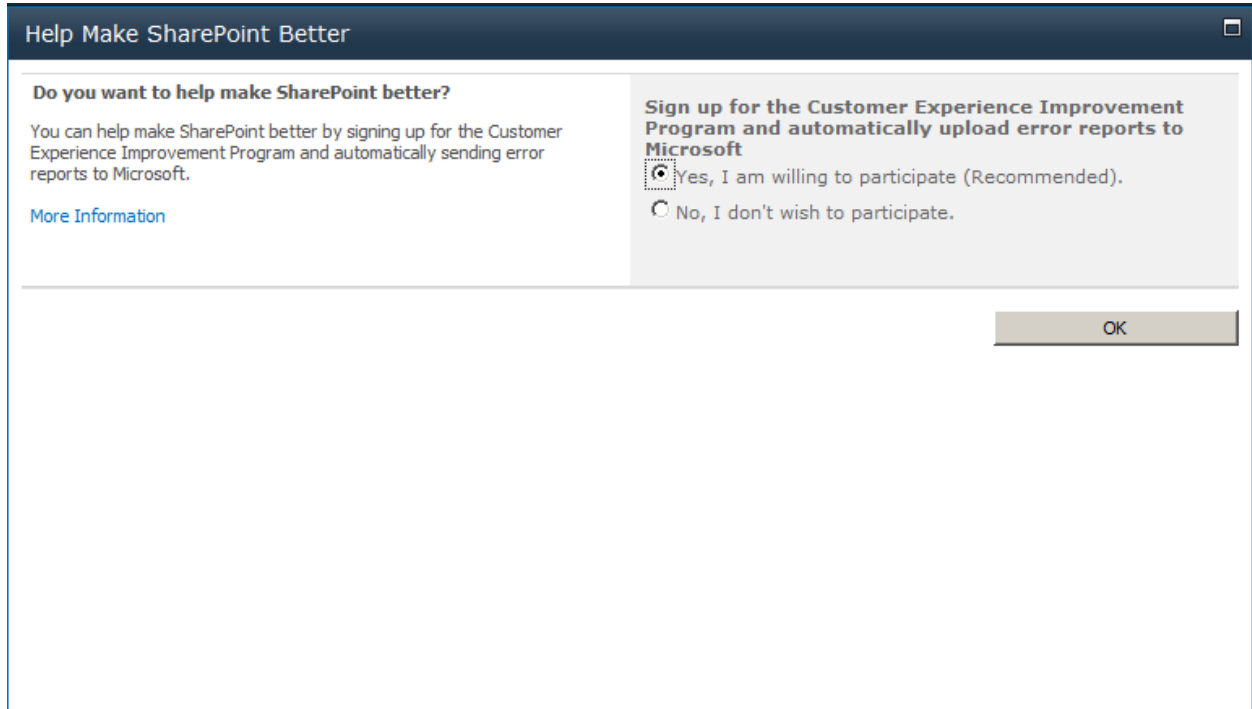 Help Make SharePoint Better
Do you want to help make SharePoint better?
You can help make SharePoint better by signing up for the Customer
Experience Improvement Program and automatically sending error
reports to Microsoft.
More Information
Sign up for the Customer Experience Improvement
Program and automatically upload error reports to
Microsoft
Yes, I am willing to participate (Recommended).
No, I don't wish to participate.
OK